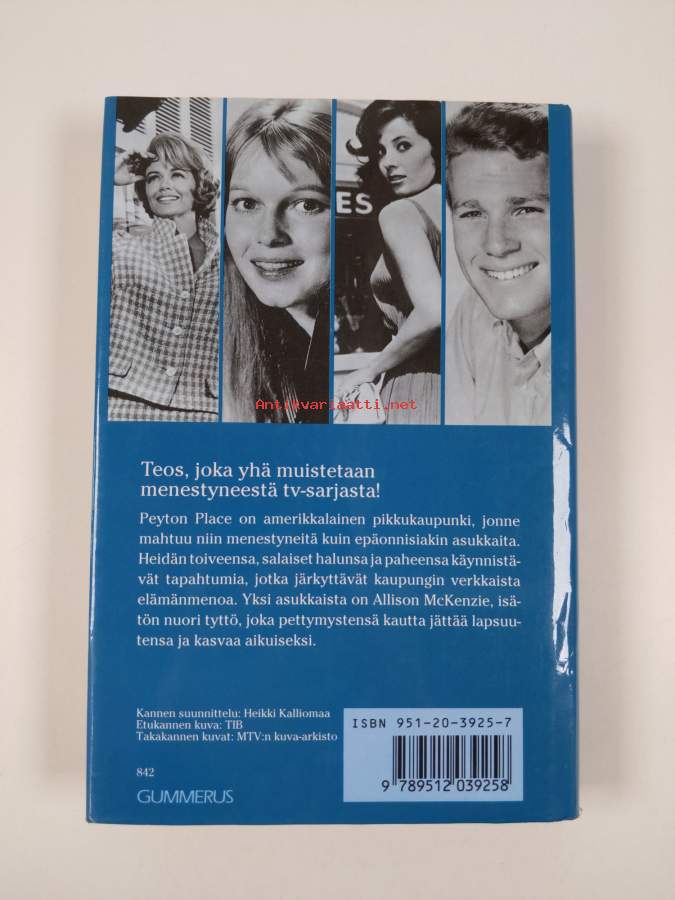 ES
Antikvariaatti.net
Teos, joka yhä muistetaan
menestyneestä tv-sarjasta!
Peyton Place on amerikkalainen pikkukaupunki, jonne
mahtuu niin menestyneitä kuin epäonnisiakin asukkaita.
Heidän toiveensa, salaiset halunsa ja paheensa käynnistä-
vät tapahtumia, jotka järkyttävät kaupungin verkkaista
elämänmenoa. Yksi asukkaista on Allison McKenzie, isä-
tön nuori tyttö, joka pettymystensä kautta jättää lapsuu-
tensa ja kasvaa aikuiseksi.
Kannen suunnittelu: Heikki Kalliomaa
Etukannen kuva: TIB
Takakannen kuvat: MTV:n kuva-arkisto
842
GUMMERUS
ISBN 951-20-3925-7
9 789512 039258